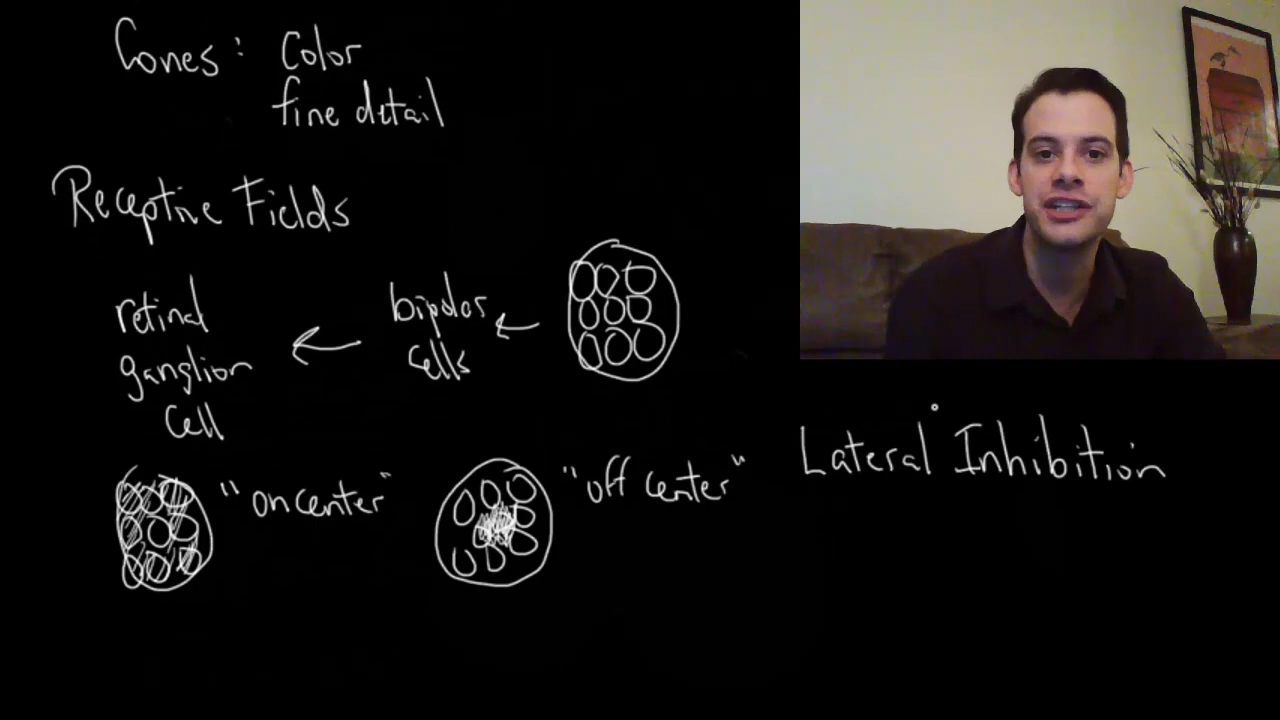 Cones: Color
fine detail
Receptive Fields
retinal
ganglion
cell
bipolar
cells
"on center"
"off center"
Lateral Inhibition